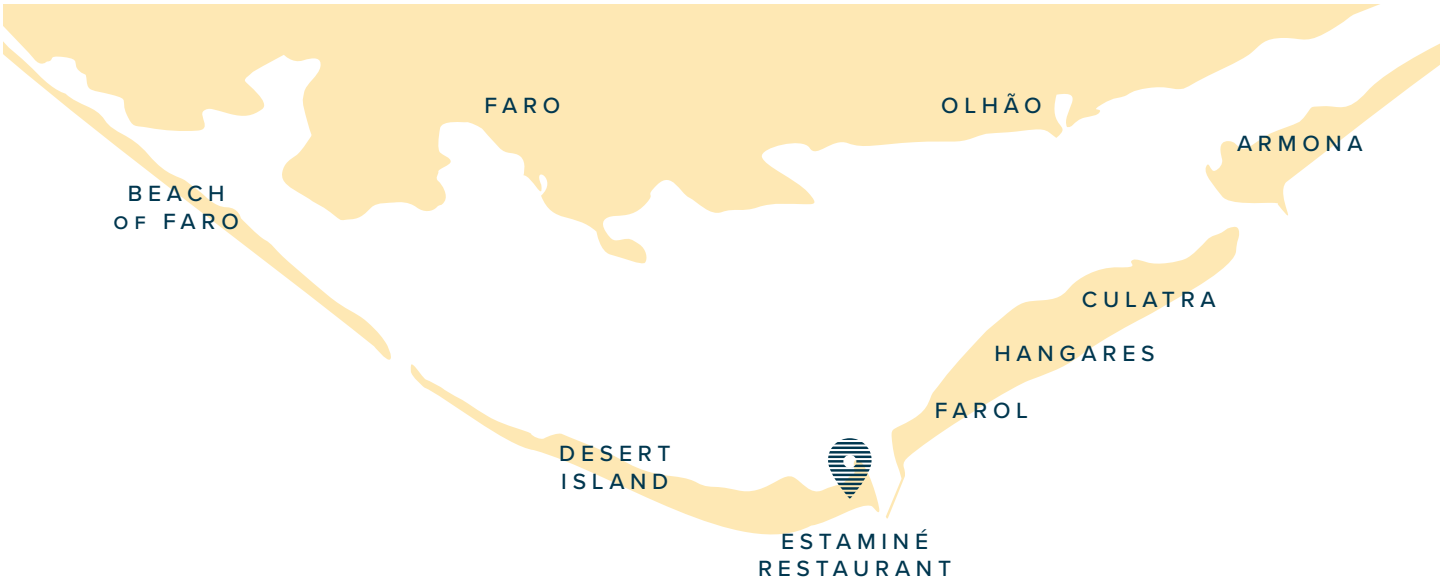 FARO
OLHÃO
ARMONA
BEACH
OF FARO
CULATRA
HANGARES
FAROL
DESERT
ISLAND
ESTAMINÉ
RESTAURANT